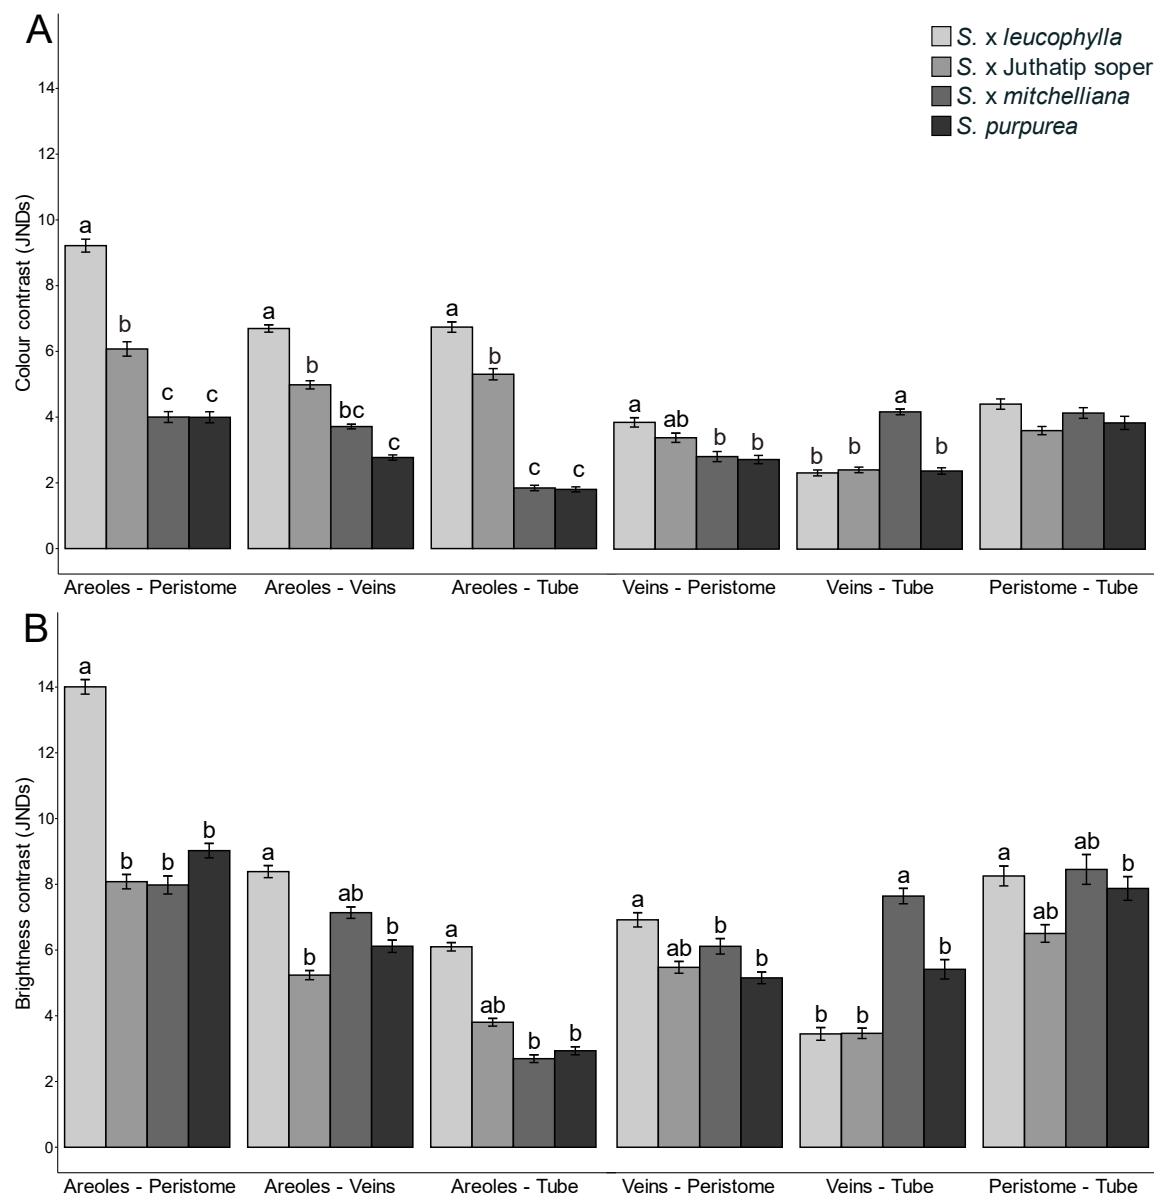 A
S. x leucophylla
S. x Juthatip soper
S. x mitchelliana
S. purpurea
Colour contrast (JNDs)
14
12
10
8
6
4
2
0
a b c c
a b bc c
a b c c
a ab b b
b b a b
Areoles - Peristome Areoles - Veins Areoles - Tube Veins - Peristome Veins - Tube Peristome - Tube
B
Brightness contrast (JNDs)
14
12
10
8
6
4
2
0
a b b b
a b ab b
a ab b b
a ab b b
b b a b
a ab ab b
Areoles - Peristome Areoles - Veins Areoles - Tube Veins - Peristome Veins - Tube Peristome - Tube